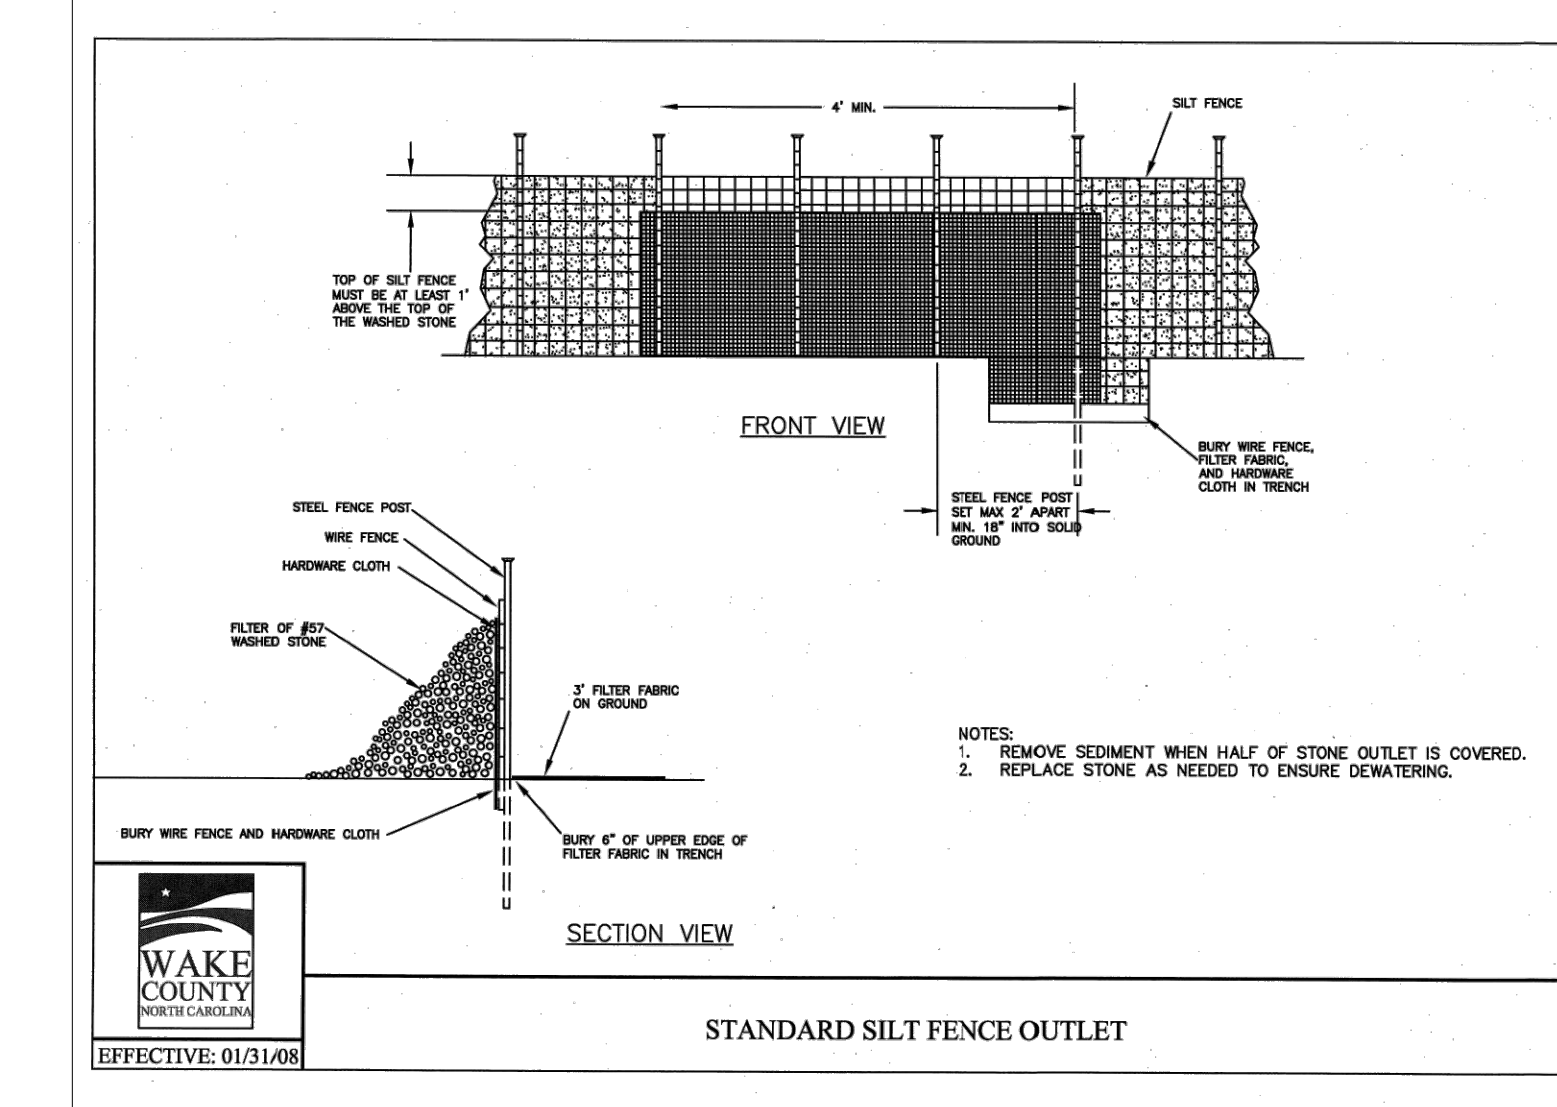 4' MIN.
SILT FENCE
TOP OF SILT FENCE
MUST BE AT LEAST 1'
ABOVE THE TOP OF
THE WASHED STONE
FRONT VIEW
BURY WIRE FENCE,
FILTER FABRIC,
AND HARDWARE
CLOTH IN TRENCH
STEEL FENCE POST
SET MAX 2' APART
MIN. 18" INTO SOLID
GROUND
STEEL FENCE POST
WIRE FENCE
HARDWARE CLOTH
FILTER OF #57
WASHED STONE
3' FILTER FABRIC
ON GROUND
BURY WIRE FENCE AND HARDWARE CLOTH
BURY 6" OF UPPER EDGE OF
FILTER FABRIC IN TRENCH
SECTION VIEW
NOTES:
1. REMOVE SEDIMENT WHEN HALF OF STONE OUTLET IS COVERED.
2. REPLACE STONE AS NEEDED TO ENSURE DEWATERING.
WAKE
COUNTY
NORTH CAROLINA
EFFECTIVE: 01/31/08
STANDARD SILT FENCE OUTLET